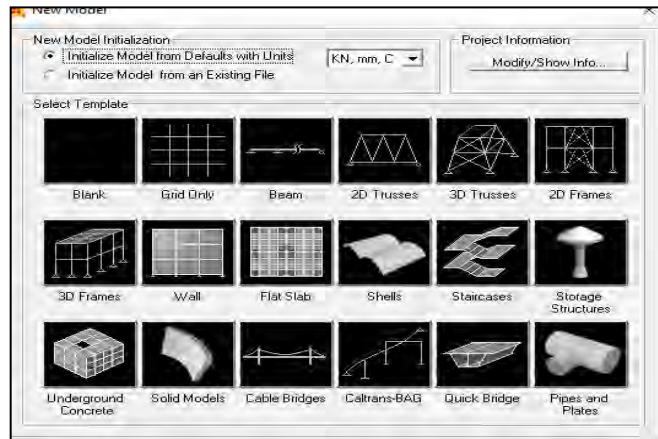 New Model
New Model Initialization
Project Information
Initialize Model from Defaults with Units
KN, mm, C
Modify/Show Info...
Initialize Model from an Existing File
Select Template
Blank
Grid Only
Beam
2D Trusses
3D Trusses
2D Frames
3D Frames
Wall
Flat Slab
Shells
Staircases
Storage
Structures
Underground
Concrete
Solid Models
Cable Bridges
Caltrans-BAG
Quick Bridge
Pipes and
Plates